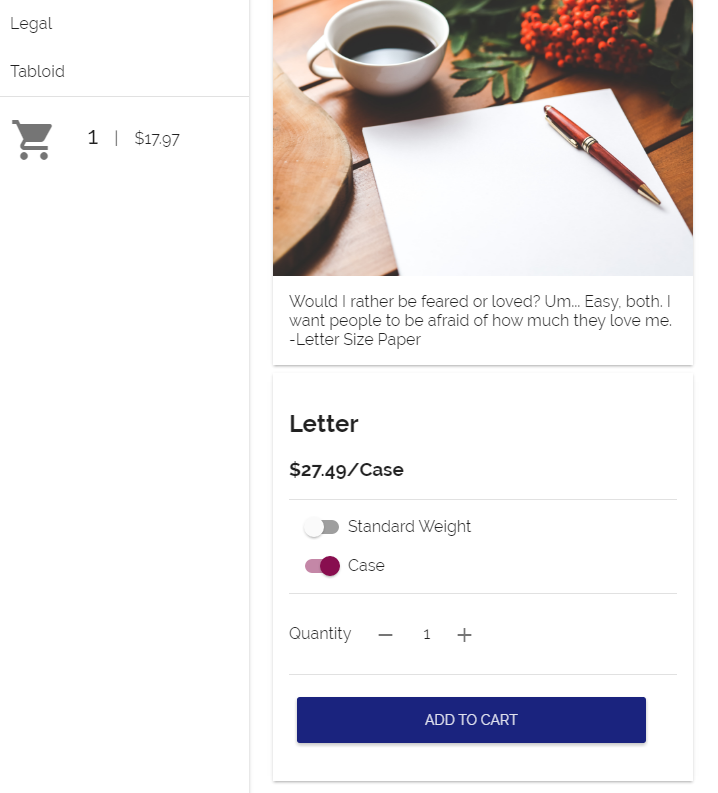 Legal
Tabloid
1 | $17.97
Would I rather be feared or loved? Um... Easy, both. I
want people to be afraid of how much they love me.
-Letter Size Paper
Letter
$27.49/Case
Standard Weight
Case
Quantity − 1 +
ADD TO CART